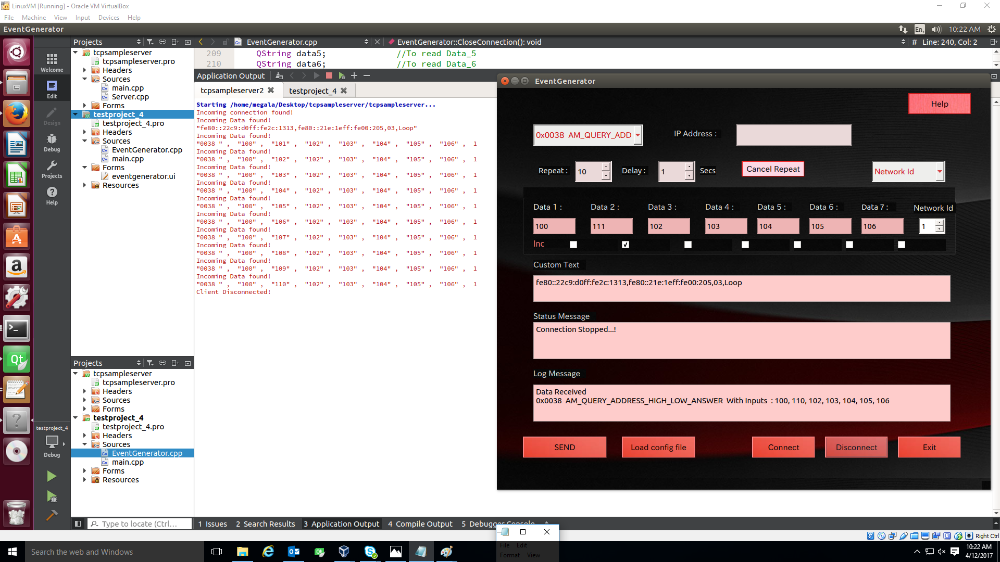 LinuxVM [Running] - Oracle VM VirtualBox
File Machine View Input Devices Help
EventGenerator
En
10:22 AM
Projects
EventGenerator.cpp
EventGenerator::CloseConnection(): void
# Line: 240, Col: 2
209 QString data5; //To read Data_5
210 QString data6; //To read Data_6
Welcome
Edit
Design
Debug
Projects
Help
tcpsampleserver
tcpsampleserver.pro
Headers
Sources
main.cpp
Server.cpp
Forms
testproject_4
testproject_4.pro
Headers
Sources
EventGenerator.cpp
main.cpp
Forms
eventgenerator.ui
Resources
Projects
tcpsampleserver
tcpsampleserver.pro
Headers
Sources
Forms
testproject_4
testproject_4.pro
Headers
Sources
EventGenerator.cpp
main.cpp
Forms
Resources
testproject_4
Debug
Application Output
tcpsampleserver2
testproject_4
Starting /home/megala/Desktop/tcpsampleserver/tcpsampleserver...
Incoming connection found!
Incoming Data found!
"fe80::22c9:d0ff:fe2c:1313,fe80::21e:1eff:fe00:205,03,Loop"
Incoming Data found!
"0038 " , "100" , "101" , "102" , "103" , "104" , "105" , "106" , 1
Incoming Data found!
"0038 " , "100" , "102" , "102" , "103" , "104" , "105" , "106" , 1
Incoming Data found!
"0038 " , "100" , "103" , "102" , "103" , "104" , "105" , "106" , 1
Incoming Data found!
"0038 " , "100" , "104" , "102" , "103" , "104" , "105" , "106" , 1
Incoming Data found!
"0038 " , "100" , "105" , "102" , "103" , "104" , "105" , "106" , 1
Incoming Data found!
"0038 " , "100" , "106" , "102" , "103" , "104" , "105" , "106" , 1
Incoming Data found!
"0038 " , "100" , "107" , "102" , "103" , "104" , "105" , "106" , 1
Incoming Data found!
"0038 " , "100" , "108" , "102" , "103" , "104" , "105" , "106" , 1
Incoming Data found!
"0038 " , "100" , "109" , "102" , "103" , "104" , "105" , "106" , 1
Incoming Data found!
"0038 " , "100" , "110" , "102" , "103" , "104" , "105" , "106" , 1
Client Disconnected!
EventGenerator
Help
0x0038 AM_QUERY_ADD
IP Address :
Repeat : 10 Delay : 1 Secs
Cancel Repeat
Network Id
Data 1 : Data 2 : Data 3 : Data 4 : Data 5 : Data 6 : Data 7 : Network Id
100 111 102 103 104 105 106 1
Inc
Custom Text
fe80::22c9:d0ff:fe2c:1313,fe80::21e:1eff:fe00:205,03,Loop
Status Message
Connection Stopped...!
Log Message
Data Received
0x0038 AM_QUERY_ADDRESS_HIGH_LOW_ANSWER With Inputs : 100, 110, 102, 103, 104, 105, 106
SEND
Load config file
Connect
Disconnect
Exit
Type to locate (Ctrl...
1 Issues 2 Search Results 3 Application Output 4 Compile Output 5 Debugger Console
File Edit
Format View
Right Ctrl
Search the web and Windows
10:22 AM
4/12/2017